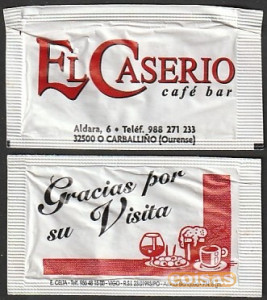 EL CASERIO
café bar
Aldara, 6 • Teléf. 988 271 233
32500 O CARBALLIÑO (Ourense)
Gracias por
su Visita